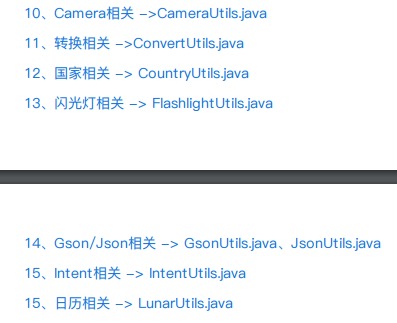 10、Camera相关 –>CameraUtils.java
11、转换相关 –>ConvertUtils.java
12、国家相关 –> CountryUtils.java
13、闪光灯相关 –> FlashlightUtils.java
14、Gson/Json相关 –> GsonUtils.java、JsonUtils.java
15、Intent相关 –> IntentUtils.java
15、日历相关 –> LunarUtils.java